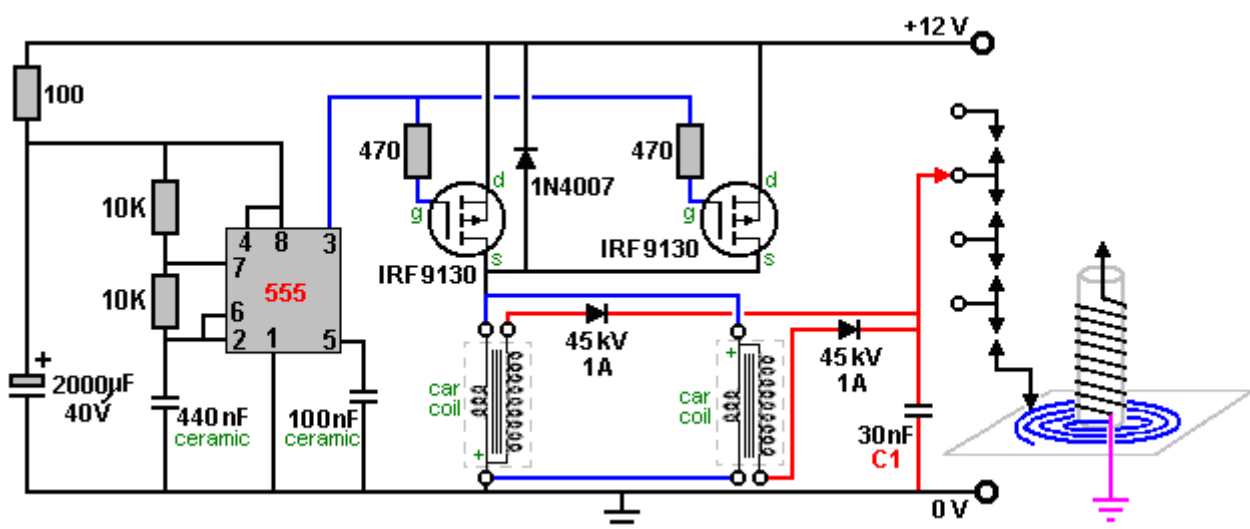 +12 V
100
470
470
d
d
1N4007
g
g
10K
4 8 3
7
IRF9130
s
s
IRF9130
10K
555
6
2 1 5
45 kV
1A
45 kV
1A
+
+
2000µF
40V
440 nF
ceramic
100nF
ceramic
car
coil
car
coil
+
30nF
C1
0 V